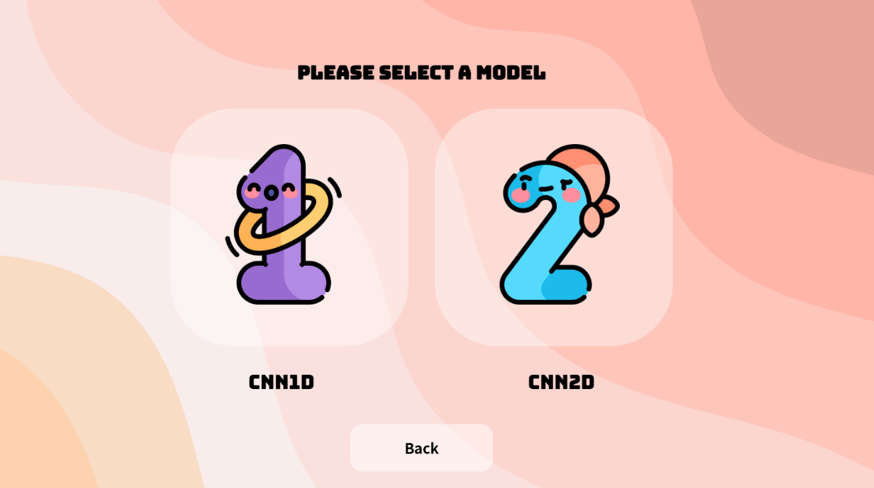 PLEASE SELECT A MODEL
CNN1D
CNN2D
Back